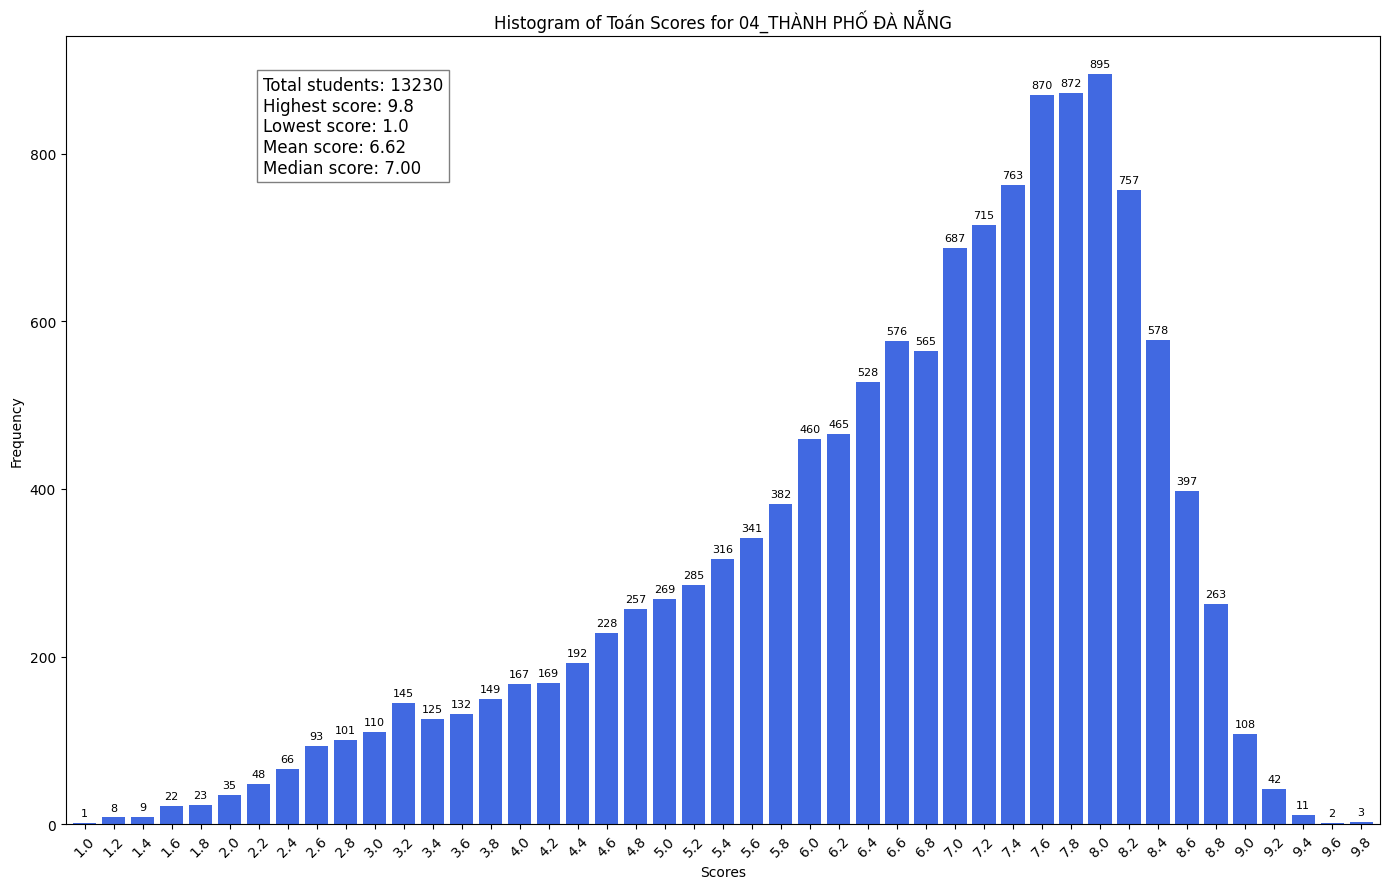 Histogram of Toán Scores for 04_THÀNH PHỐ ĐÀ NẴNG
Total students: 13230
Highest score: 9.8
Lowest score: 1.0
Mean score: 6.62
Median score: 7.00
Frequency
800
600
400
200
0
1 8 9 22 23 35 48 66 93 101 110 145 125 132 149 167 169 192 228 257 269 285 316 341 382 460 465 528 576 565 687 715 763 870 872 895 757 578 397 263 108 42 11 2 3
1.0 1.2 1.4 1.6 1.8 2.0 2.2 2.4 2.6 2.8 3.0 3.2 3.4 3.6 3.8 4.0 4.2 4.4 4.6 4.8 5.0 5.2 5.4 5.6 5.8 6.0 6.2 6.4 6.6 6.8 7.0 7.2 7.4 7.6 7.8 8.0 8.2 8.4 8.6 8.8 9.0 9.2 9.4 9.6 9.8
Scores